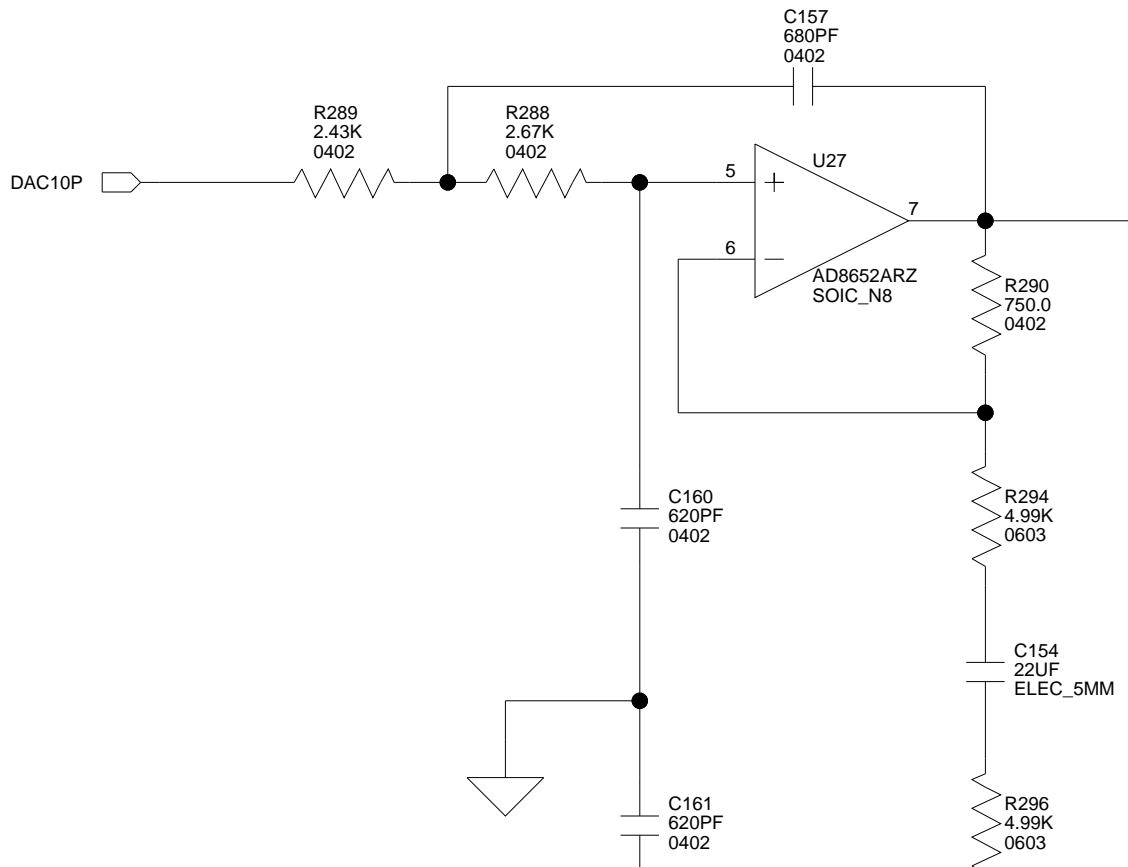 C157
680PF
0402
R289
2.43K
0402
R288
2.67K
0402
DAC10P
5
+
U27
7
6
−
AD8652ARZ
SOIC_N8
R290
750.0
0402
C160
620PF
0402
R294
4.99K
0603
C154
22UF
ELEC_5MM
C161
620PF
0402
R296
4.99K
0603